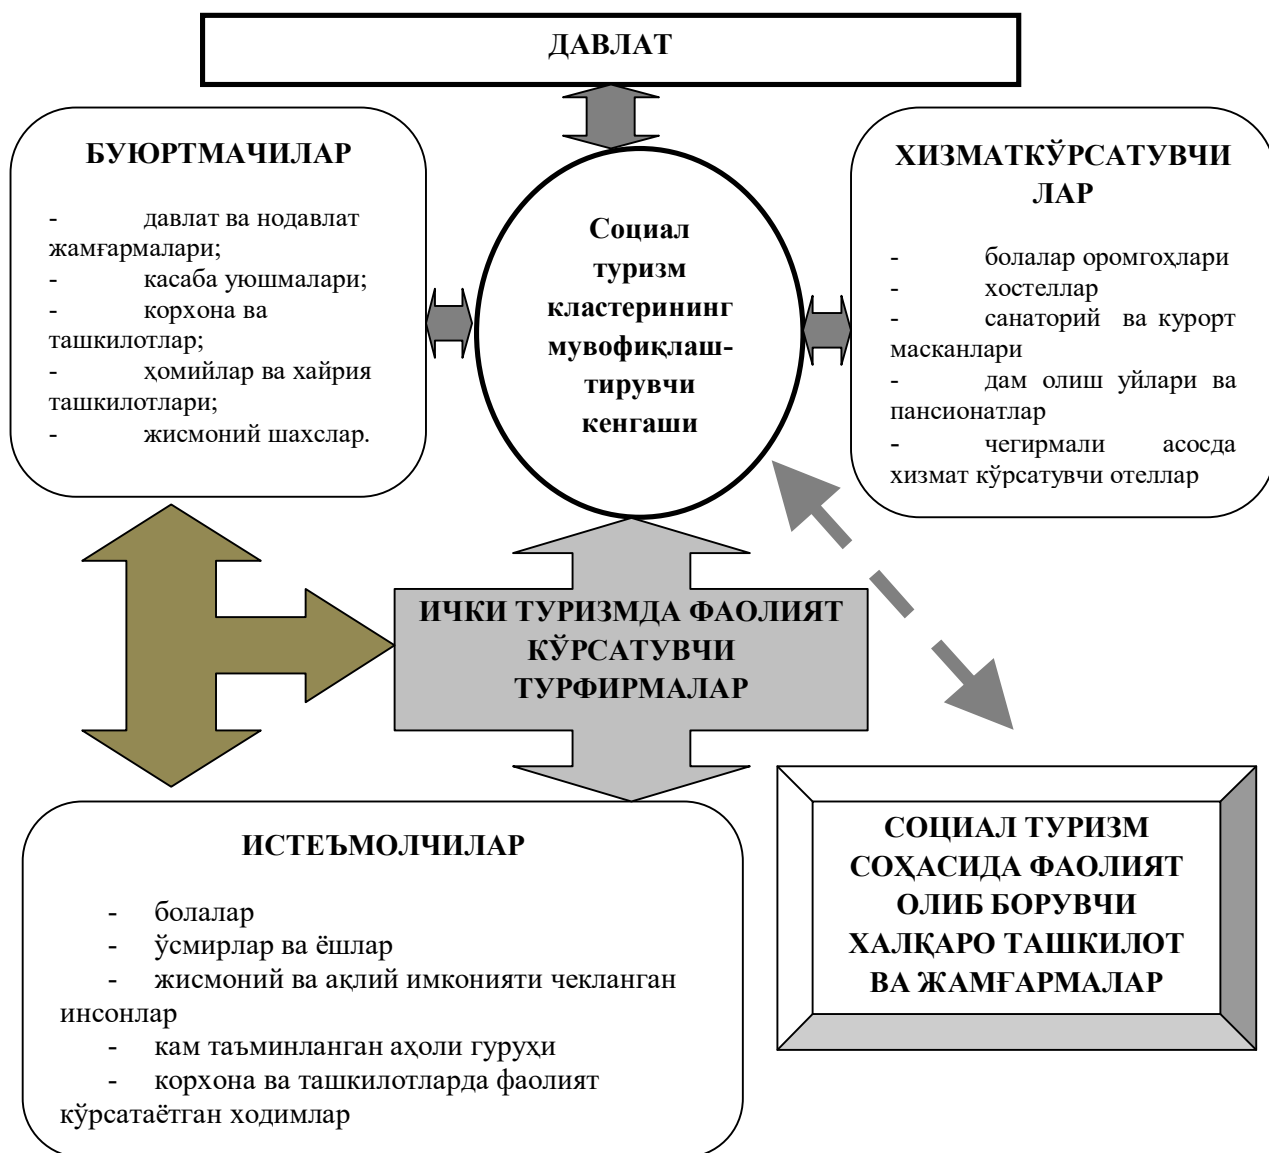 ДАВЛАТ
БУЮРТМАЧИЛАР
- давлат ва нодавлат
жамғармалари;
- касаба уюшмалари;
- корхона ва
ташкилотлар;
- ҳомийлар ва хайрия
ташкилотлари;
- жисмоний шахслар.
Социал
туризм
кластерининг
мувофиқлаш-
тирувчи
кенгаши
ХИЗМАТКЎРСАТУВЧИ
ЛАР
- болалар оромгоҳлари
- хостеллар
- санаторий ва курорт
масканлари
- дам олиш уйлари ва
пансионатлар
- чегирмали асосда
хизмат кўрсатувчи отеллар
ИЧКИ ТУРИЗМДА ФАОЛИЯТ
КЎРСАТУВЧИ
ТУРФИРМАЛАР
ИСТЕЪМОЛЧИЛАР
- болалар
- ўсмирлар ва ёшлар
- жисмоний ва ақлий имконияти чекланган
инсонлар
- кам таъминланган аҳоли гуруҳи
- корхона ва ташкилотларда фаолият
кўрсатаётган ходимлар
СОЦИАЛ ТУРИЗМ
СОҲАСИДА ФАОЛИЯТ
ОЛИБ БОРУВЧИ
ХАЛҚАРО ТАШКИЛОТ
ВА ЖАМҒАРМАЛАР